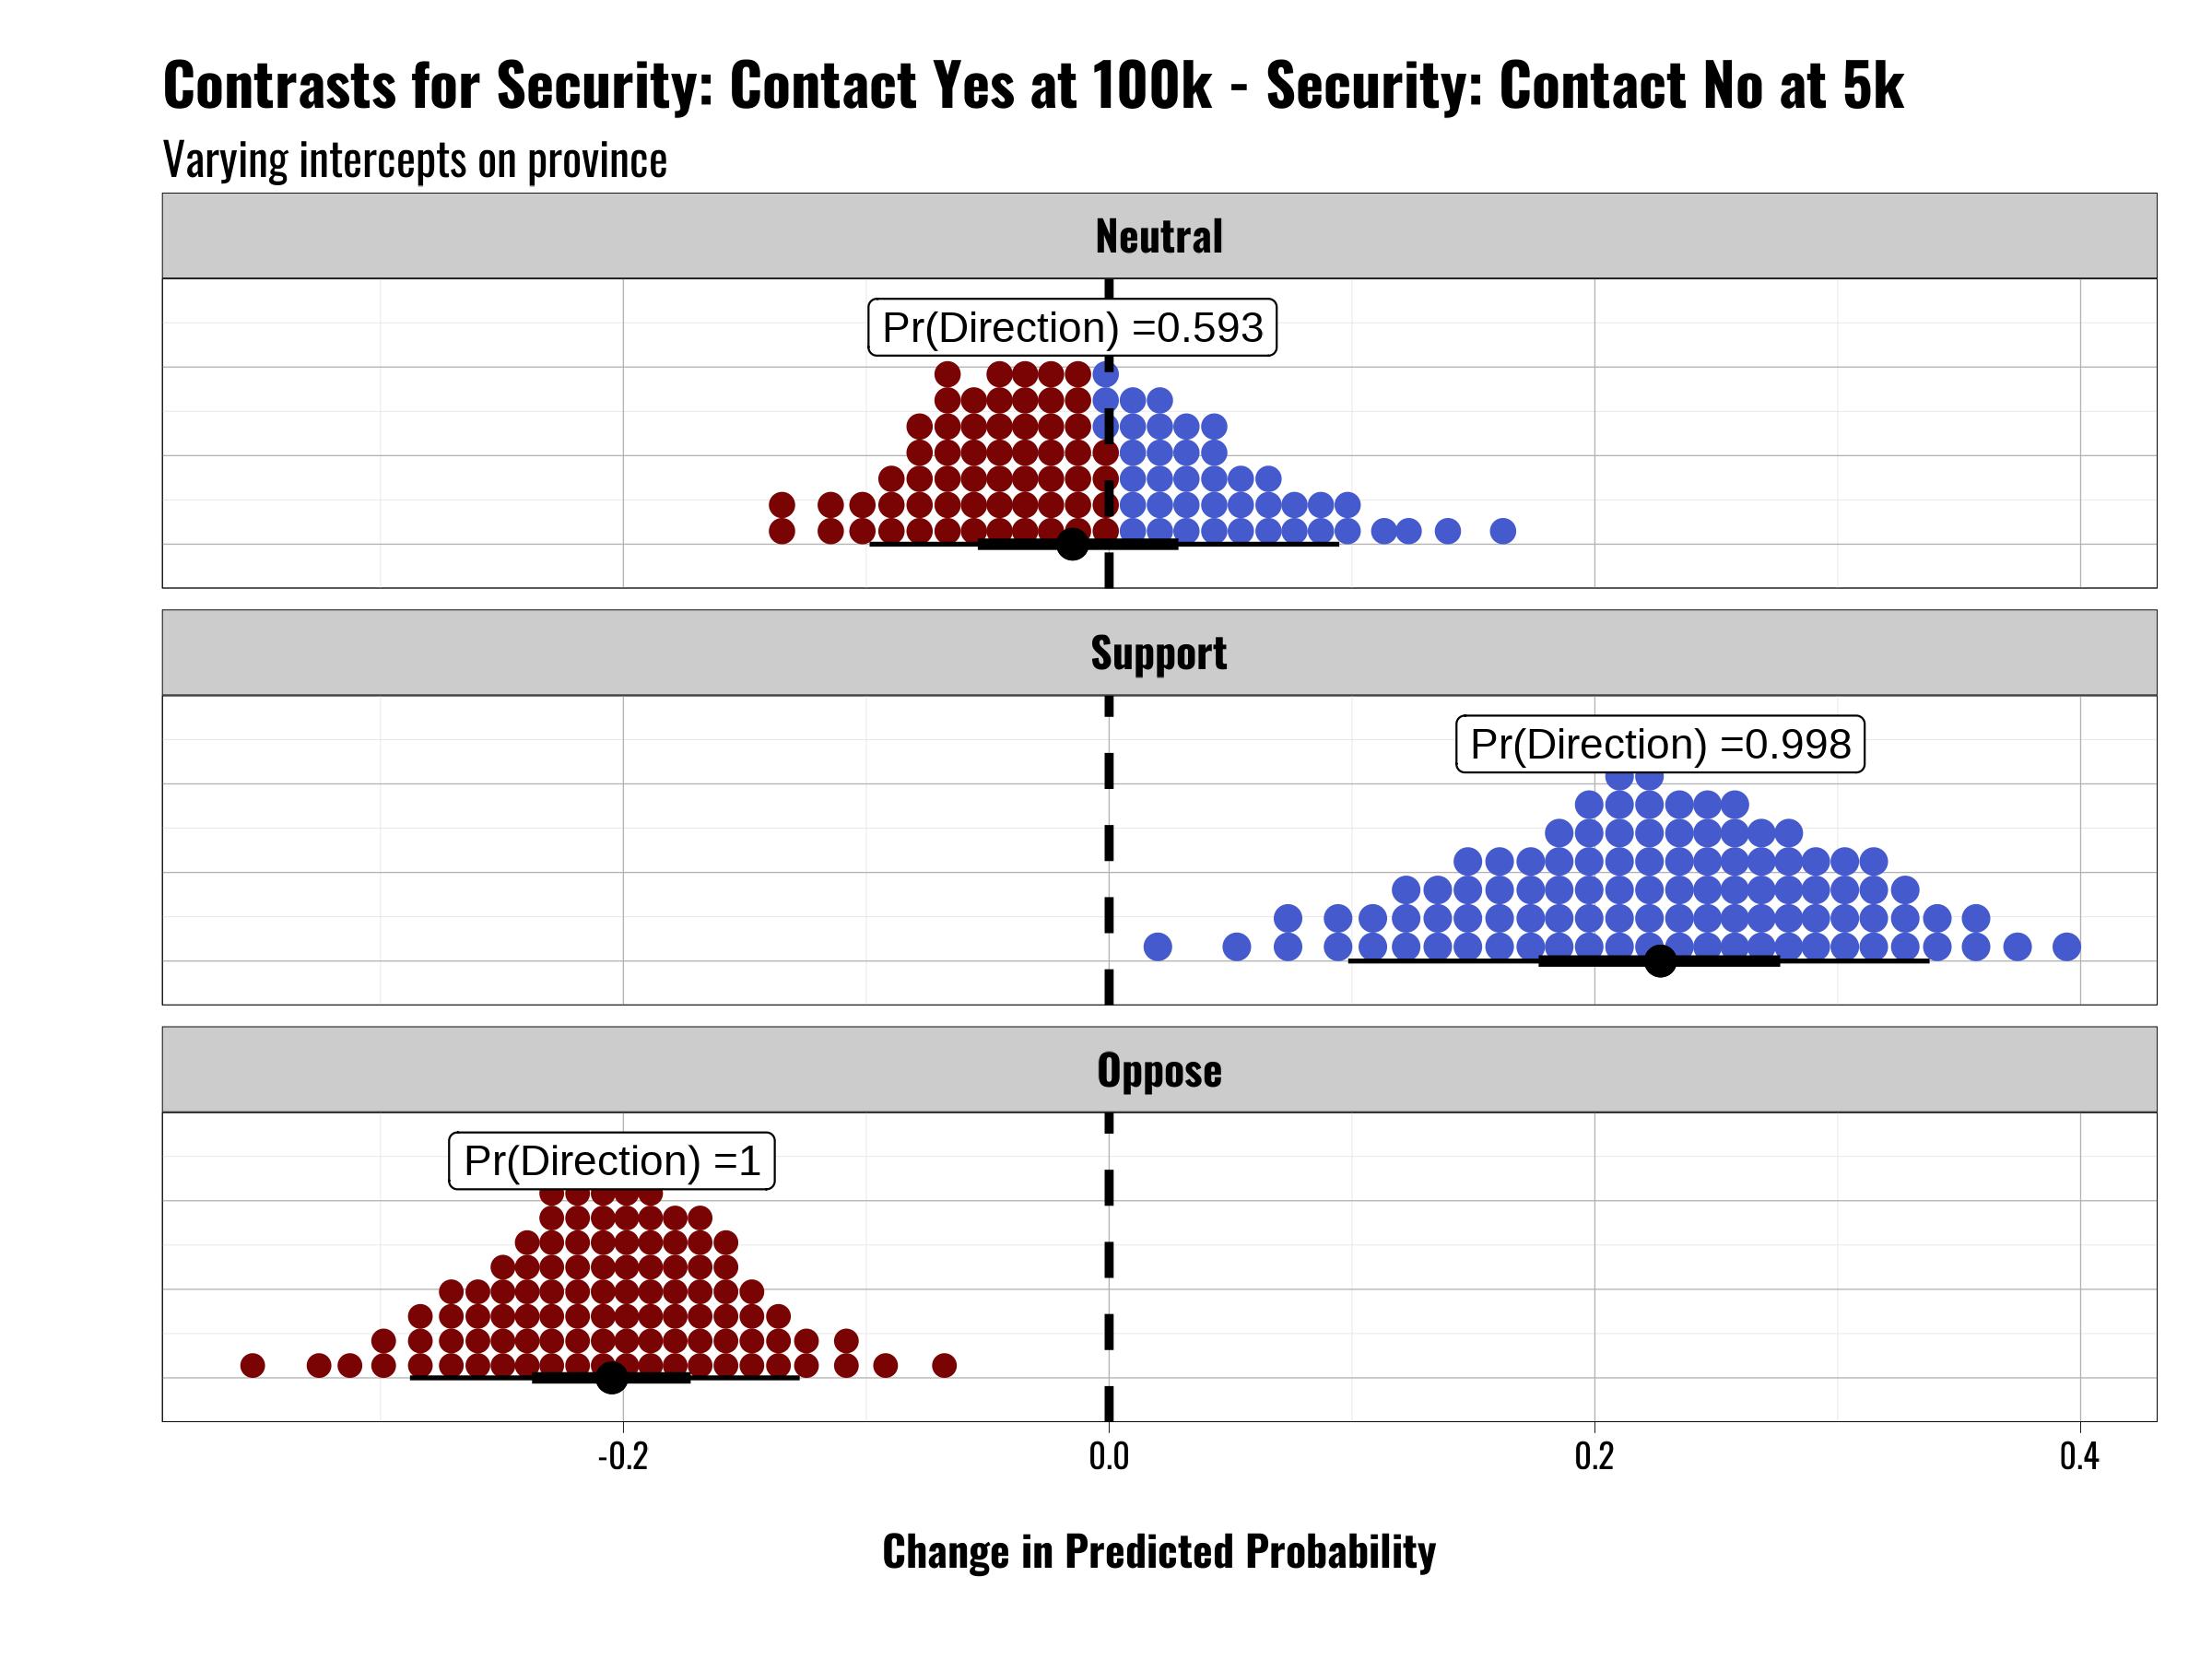 Contrasts for Security: Contact Yes at 100k - Security: Contact No at 5k
Varying intercepts on province
Neutral
Pr(Direction) =0.593
Support
Pr(Direction) =0.998
Oppose
Pr(Direction) =1
-0.2 0.0 0.2 0.4
Change in Predicted Probability